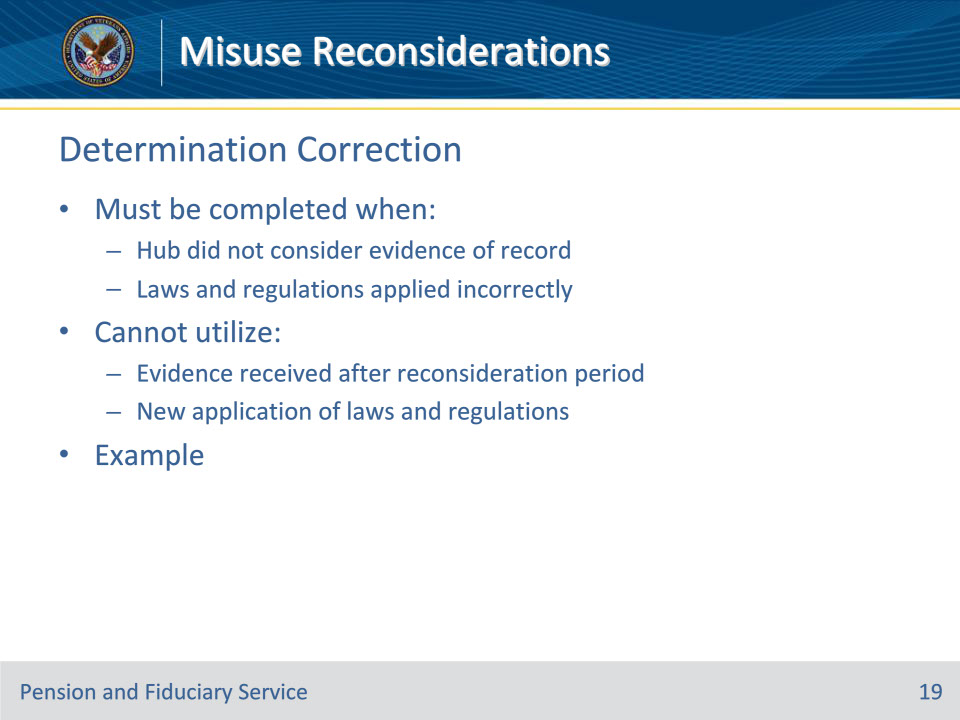 Misuse Reconsiderations
Determination Correction
• Must be completed when:
– Hub did not consider evidence of record
– Laws and regulations applied incorrectly
• Cannot utilize:
– Evidence received after reconsideration period
– New application of laws and regulations
• Example
Pension and Fiduciary Service
19